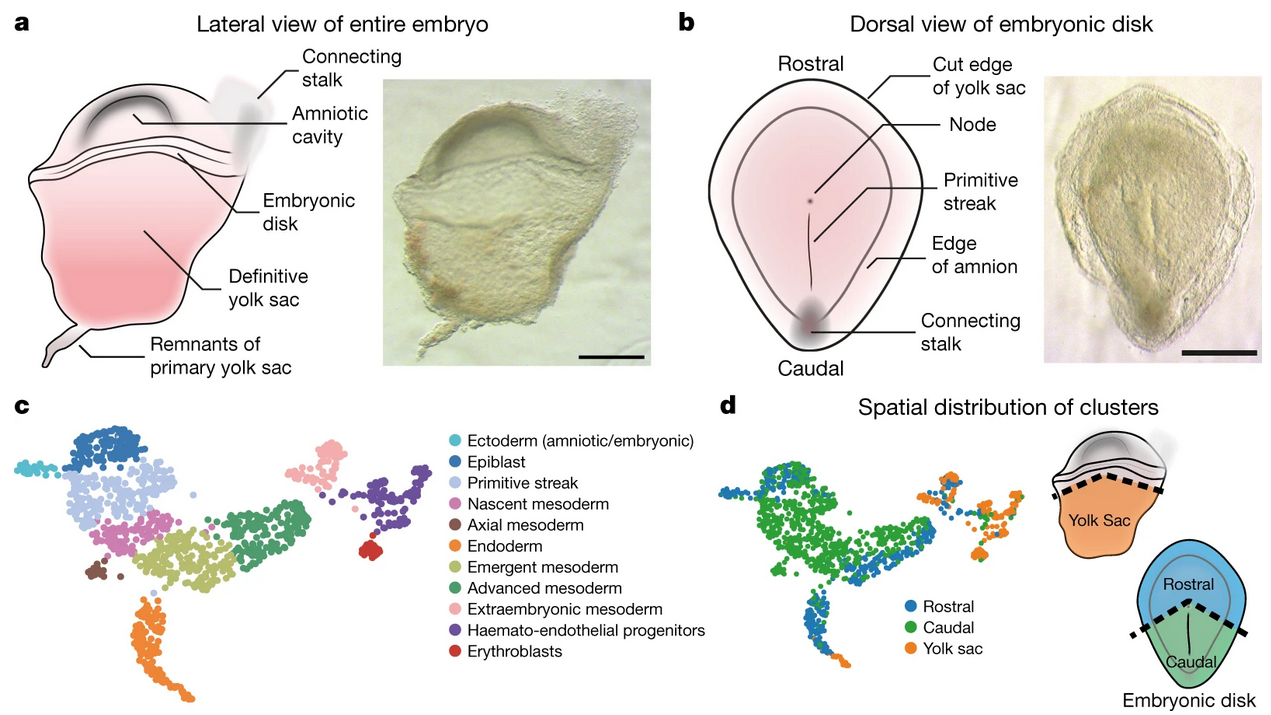 a
Lateral view of entire embryo
Connecting
stalk
Amniotic
cavity
Embryonic
disk
Definitive
yolk sac
Remnants of
primary yolk sac
b
Dorsal view of embryonic disk
Rostral
Cut edge
of yolk sac
Node
Primitive
streak
Edge
of amnion
Connecting
stalk
Caudal
c
Ectoderm (amniotic/embryonic)
Epiblast
Primitive streak
Nascent mesoderm
Axial mesoderm
Endoderm
Emergent mesoderm
Advanced mesoderm
Extraembryonic mesoderm
Haemato-endothelial progenitors
Erythroblasts
d
Spatial distribution of clusters
Rostral
Caudal
Yolk sac
Yolk Sac
Rostral
Caudal
Embryonic disk